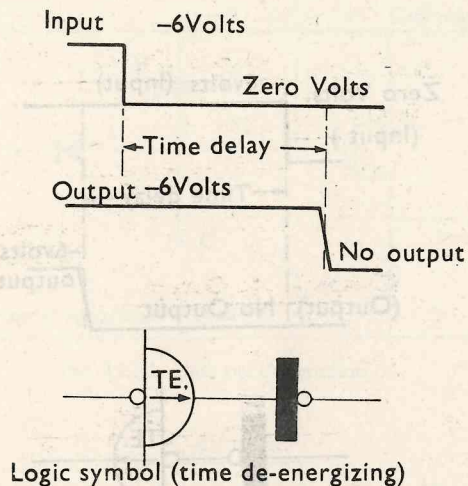 Input –6Volts
Zero Volts
Time delay
Output –6Volts
No output
TE.
Logic symbol (time de-energizing)